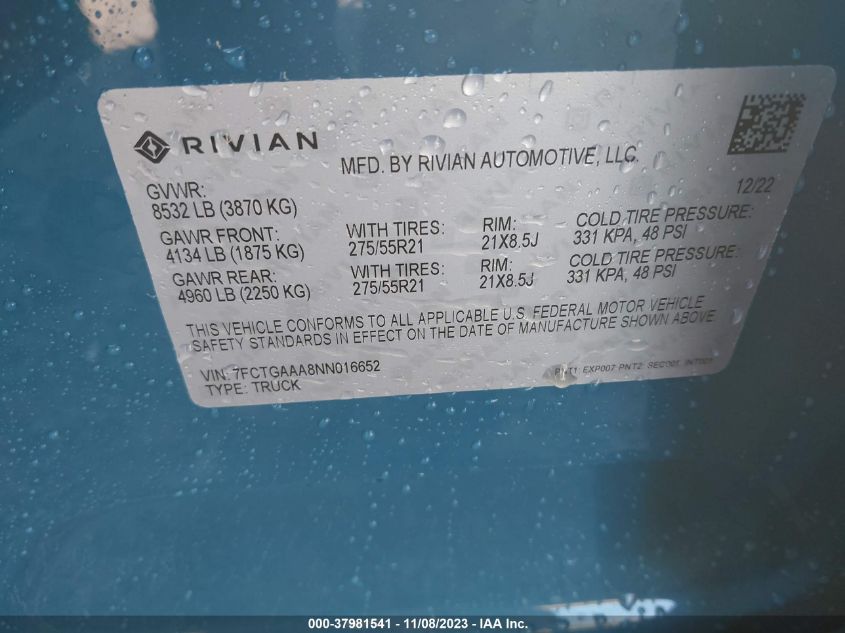 RIVIAN
MFD. BY RIVIAN AUTOMOTIVE, LLC
12/22
GVWR:
8532 LB (3870 KG)
GAWR FRONT: WITH TIRES: RIM: COLD TIRE PRESSURE:
4134 LB (1875 KG) 275/55R21 21X8.5J 331 KPA, 48 PSI
GAWR REAR: WITH TIRES: RIM: COLD TIRE PRESSURE:
4960 LB (2250 KG) 275/55R21 21X8.5J 331 KPA, 48 PSI
THIS VEHICLE CONFORMS TO ALL APPLICABLE U.S. FEDERAL MOTOR VEHICLE
SAFETY STANDARDS IN EFFECT ON THE DATE OF MANUFACTURE SHOWN ABOVE
VIN: 7FCTGAAA8NN016652
TYPE: TRUCK
EXP007 PNT2:
000-37981541 - 11/08/2023 - IAA Inc.